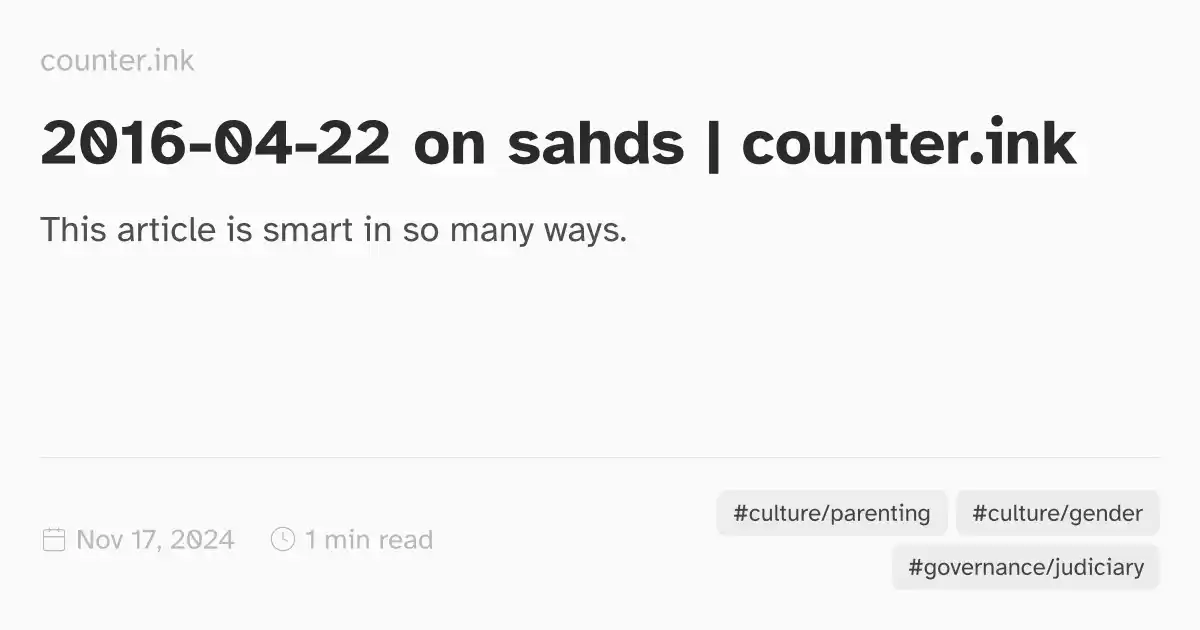 counter.ink
2016-04-22 on sahds | counter.ink
This article is smart in so many ways.
Nov 17, 2024 1 min read
#culture/parenting #culture/gender
#governance/judiciary